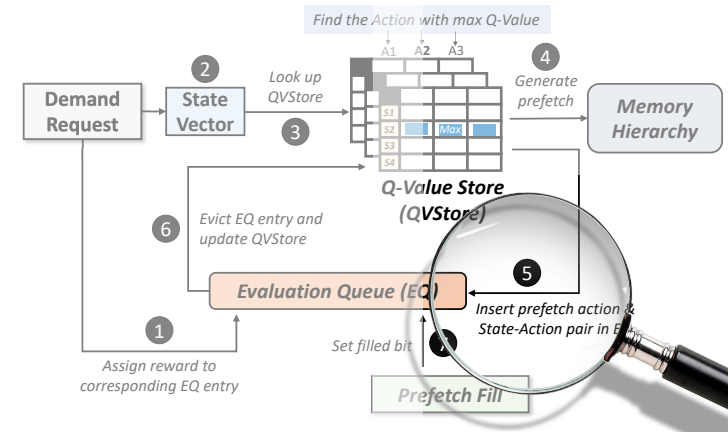 Find the Action with max Q-Value
A1 A2 A3
2
4
Look up
QVStore
Generate
prefetch
Demand
Request
State
Vector
3
S1
S2 Max
S3
S4
Memory
Hierarchy
Q-Value Store
(QVStore)
6
Evict EQ entry and
update QVStore
5
Evaluation Queue (EQ)
Insert prefetch action &
State-Action pair in
1
Set filled bit
7
Assign reward to
corresponding EQ entry
Prefetch Fill